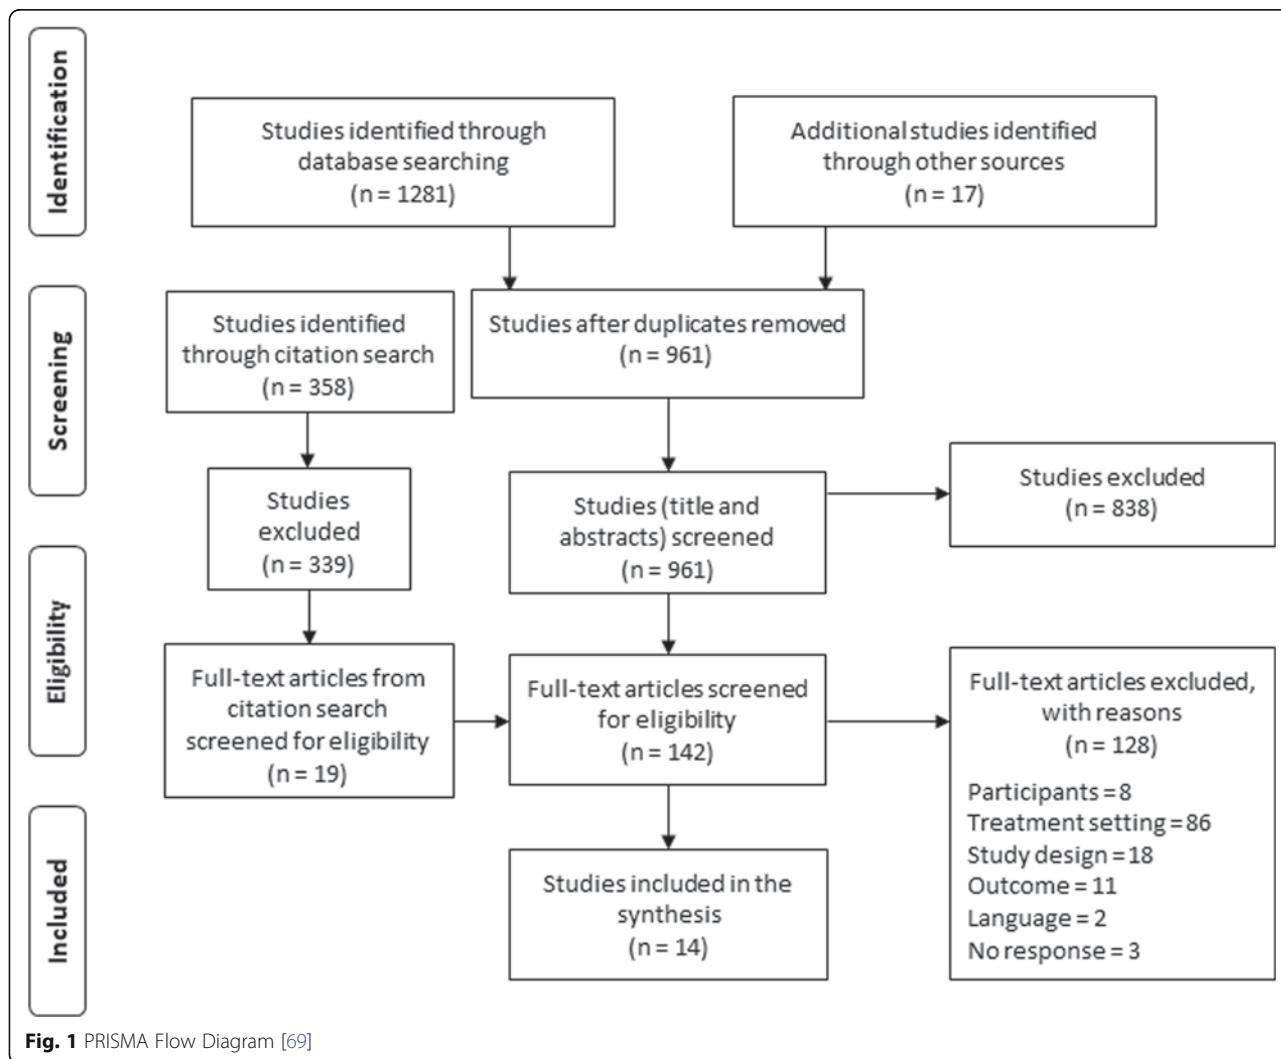 Identification
Studies identified through
database searching
(n = 1281)
Additional studies identified
through other sources
(n = 17)
Screening
Studies identified
through citation search
(n = 358)
Studies after duplicates removed
(n = 961)
Studies
excluded
(n = 339)
Studies (title and
abstracts) screened
(n = 961)
Studies excluded
(n = 838)
Eligibility
Full-text articles from
citation search
screened for eligibility
(n = 19)
Full-text articles screened
for eligibility
(n = 142)
Full-text articles excluded,
with reasons
(n = 128)
Participants = 8
Treatment setting = 86
Study design = 18
Outcome = 11
Language = 2
No response = 3
Included
Studies included in the
synthesis
(n = 14)
Fig. 1 PRISMA Flow Diagram [69]